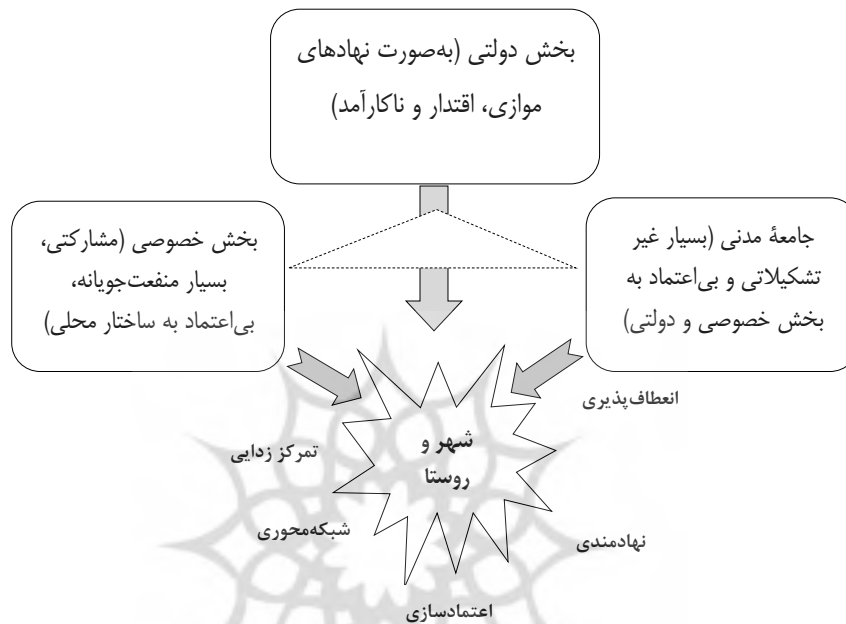 بخش دولتی (به‌صورت نهادهای
موازی، اقتدار و ناکارآمد)
جامعۀ مدنی (بسیار غیر
تشکیلاتی و بی‌اعتماد به
بخش خصوصی و دولتی)
بخش خصوصی (مشارکتی،
بسیار منفعت‌جویانه،
بی‌اعتماد به ساختار محلی)
انعطاف‌پذیری
شهر و
روستا
تمرکز زدایی
شبکه‌محوری
نهادمندی
اعتمادسازی